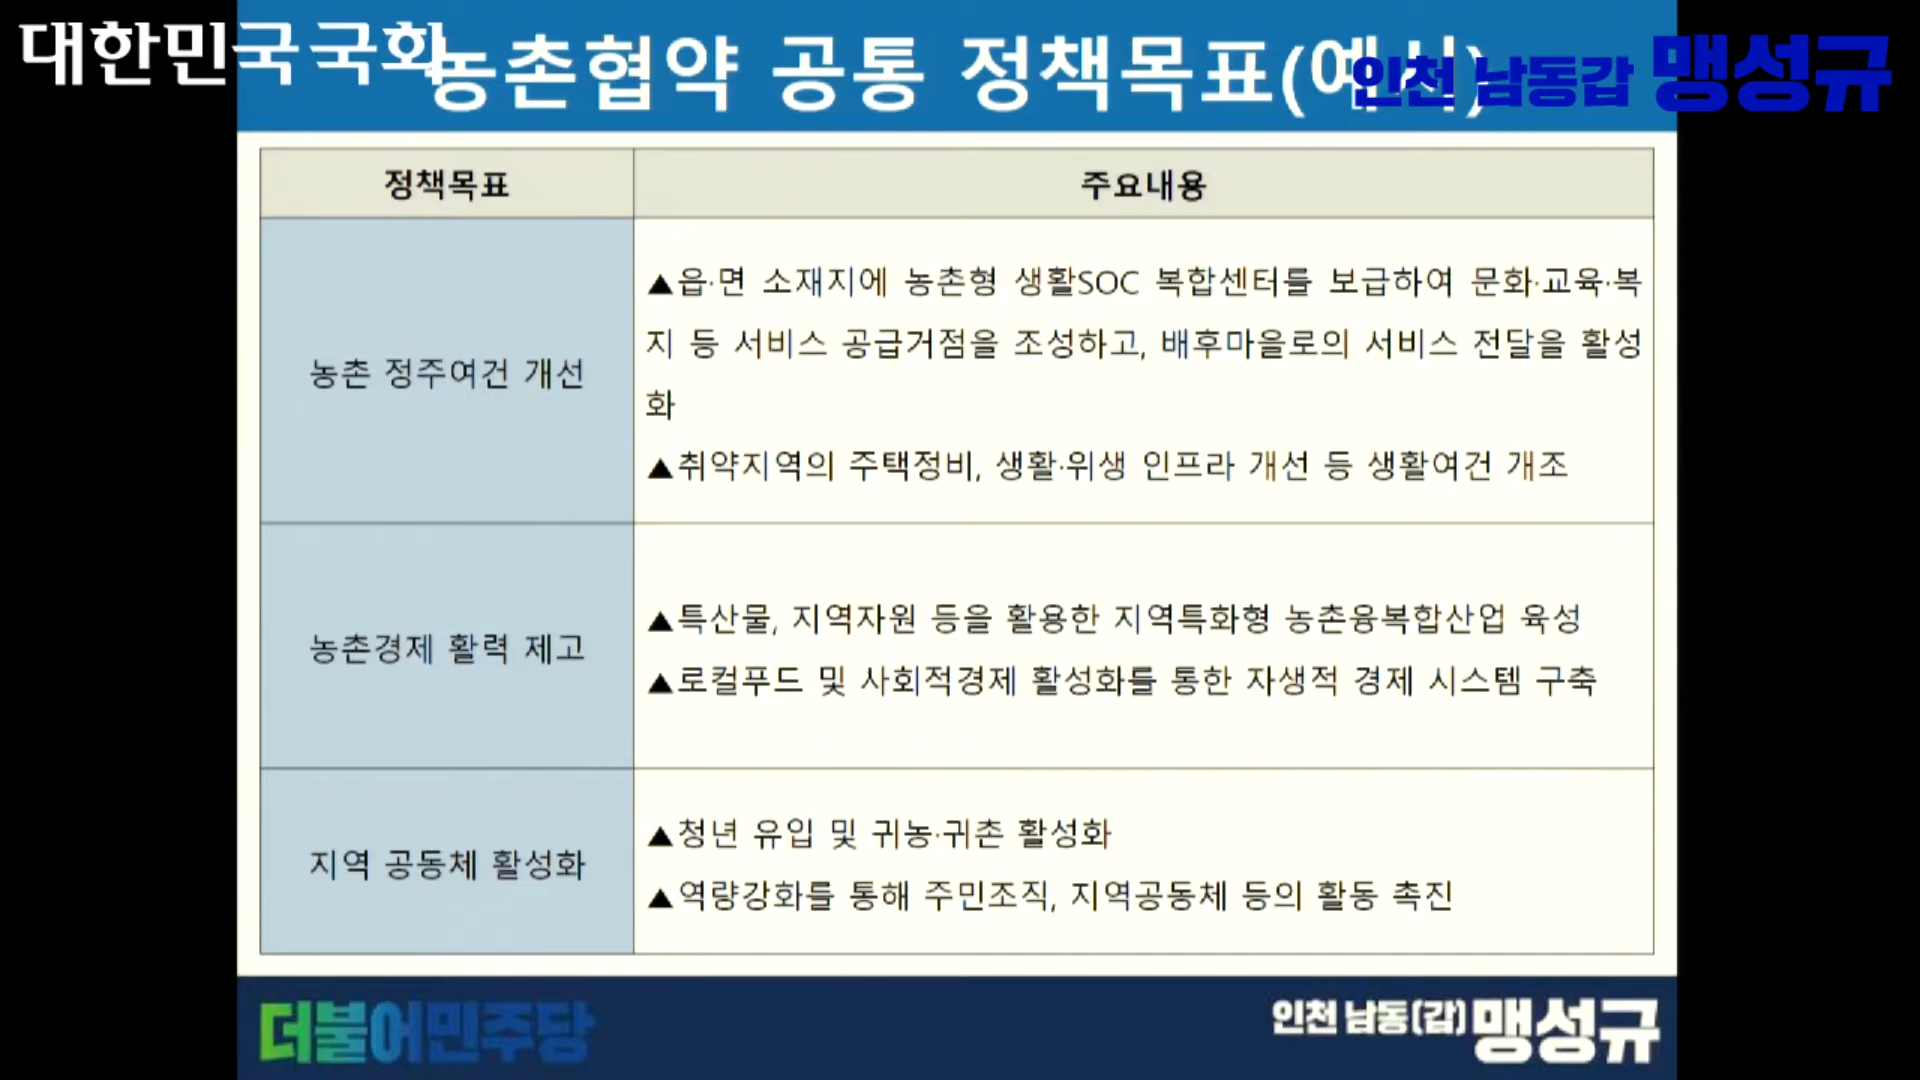 대한민국국회
농촌협약 공통 정책목표(예시)
인천 남동갑 맹성규
정책목표
주요내용
농촌 정주여건 개선
▲읍·면 소재지에 농촌형 생활SOC 복합센터를 보급하여 문화·교육·복
지 등 서비스 공급거점을 조성하고, 배후마을로의 서비스 전달을 활성
화
▲취약지역의 주택정비, 생활·위생 인프라 개선 등 생활여건 개조
농촌경제 활력 제고
▲특산물, 지역자원 등을 활용한 지역특화형 농촌융복합산업 육성
▲로컬푸드 및 사회적경제 활성화를 통한 자생적 경제 시스템 구축
지역 공동체 활성화
▲청년 유입 및 귀농·귀촌 활성화
▲역량강화를 통해 주민조직, 지역공동체 등의 활동 촉진
더불어민주당
인천 남동(갑) 맹성규